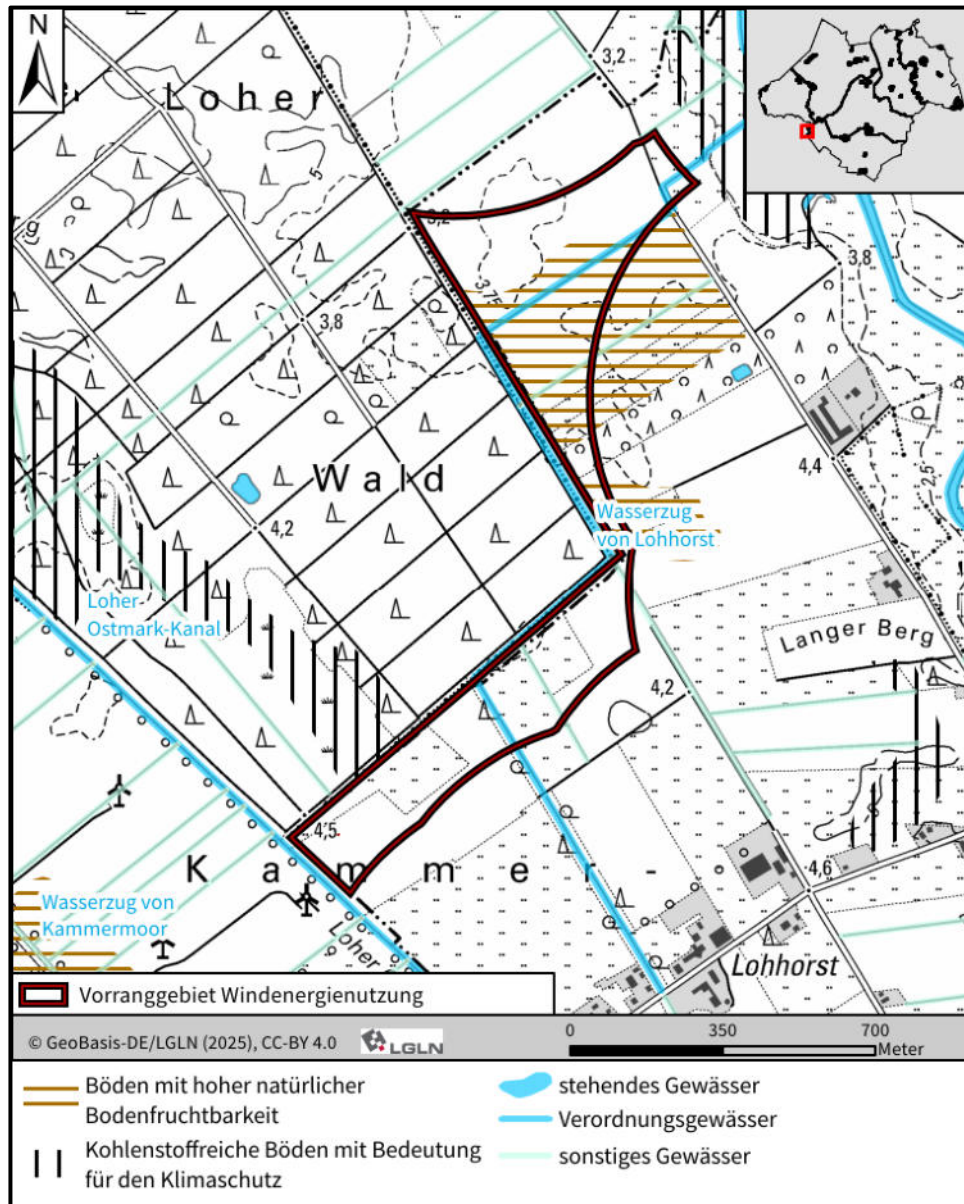 N
Loher
3,2
5
3,2
g
3,75
3,8
3,8
Wald
4,4
2,5
4,2
Wasserzug
von Lohhorst
Loher-
Ostmark-Kanal
Langer Berg
4,2
4,5
Kammer-
4,6
Wasserzug von
Kammermoor
Loher
Lohhorst
Vorranggebiet Windenergienutzung
© GeoBasis-DE/LGLN (2025), CC-BY 4.0
LGLN
0 350 700
Meter
Böden mit hoher natürlicher
Bodenfruchtbarkeit
Kohlenstoffreiche Böden mit Bedeutung
für den Klimaschutz
stehendes Gewässer
Verordnungsgewässer
sonstiges Gewässer